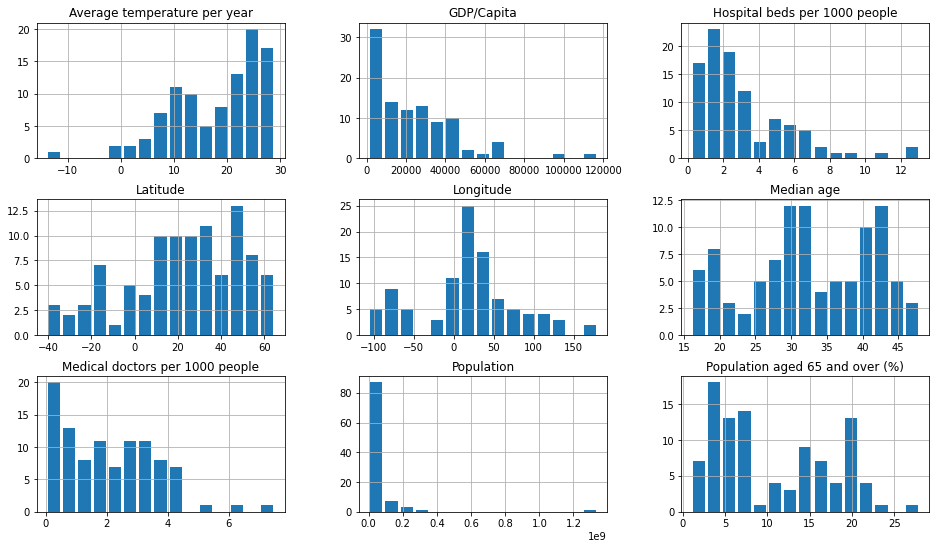 Average temperature per year
20
15
10
5
0
−10 0 10 20 30
GDP/Capita
30
20
10
0
0 20000 40000 60000 80000 100000 120000
Hospital beds per 1000 people
20
15
10
5
0
0 2 4 6 8 10 12
Latitude
12.5
10.0
7.5
5.0
2.5
0.0
−40 −20 0 20 40 60
Longitude
25
20
15
10
5
0
−100 −50 0 50 100 150
Median age
12.5
10.0
7.5
5.0
2.5
0.0
15 20 25 30 35 40 45
Medical doctors per 1000 people
20
15
10
5
0
0 2 4 6
Population
80
60
40
20
0
0.0 0.2 0.4 0.6 0.8 1.0 1.2
1e9
Population aged 65 and over (%)
15
10
5
0
0 5 10 15 20 25